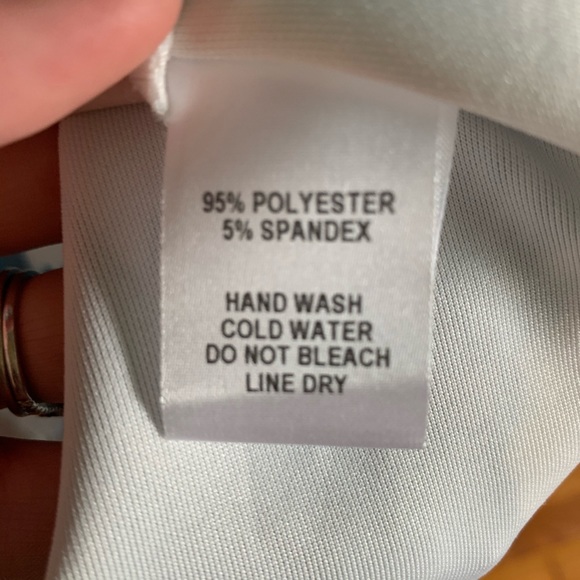 95% POLYESTER
5% SPANDEX
HAND WASH
COLD WATER
DO NOT BLEACH
LINE DRY